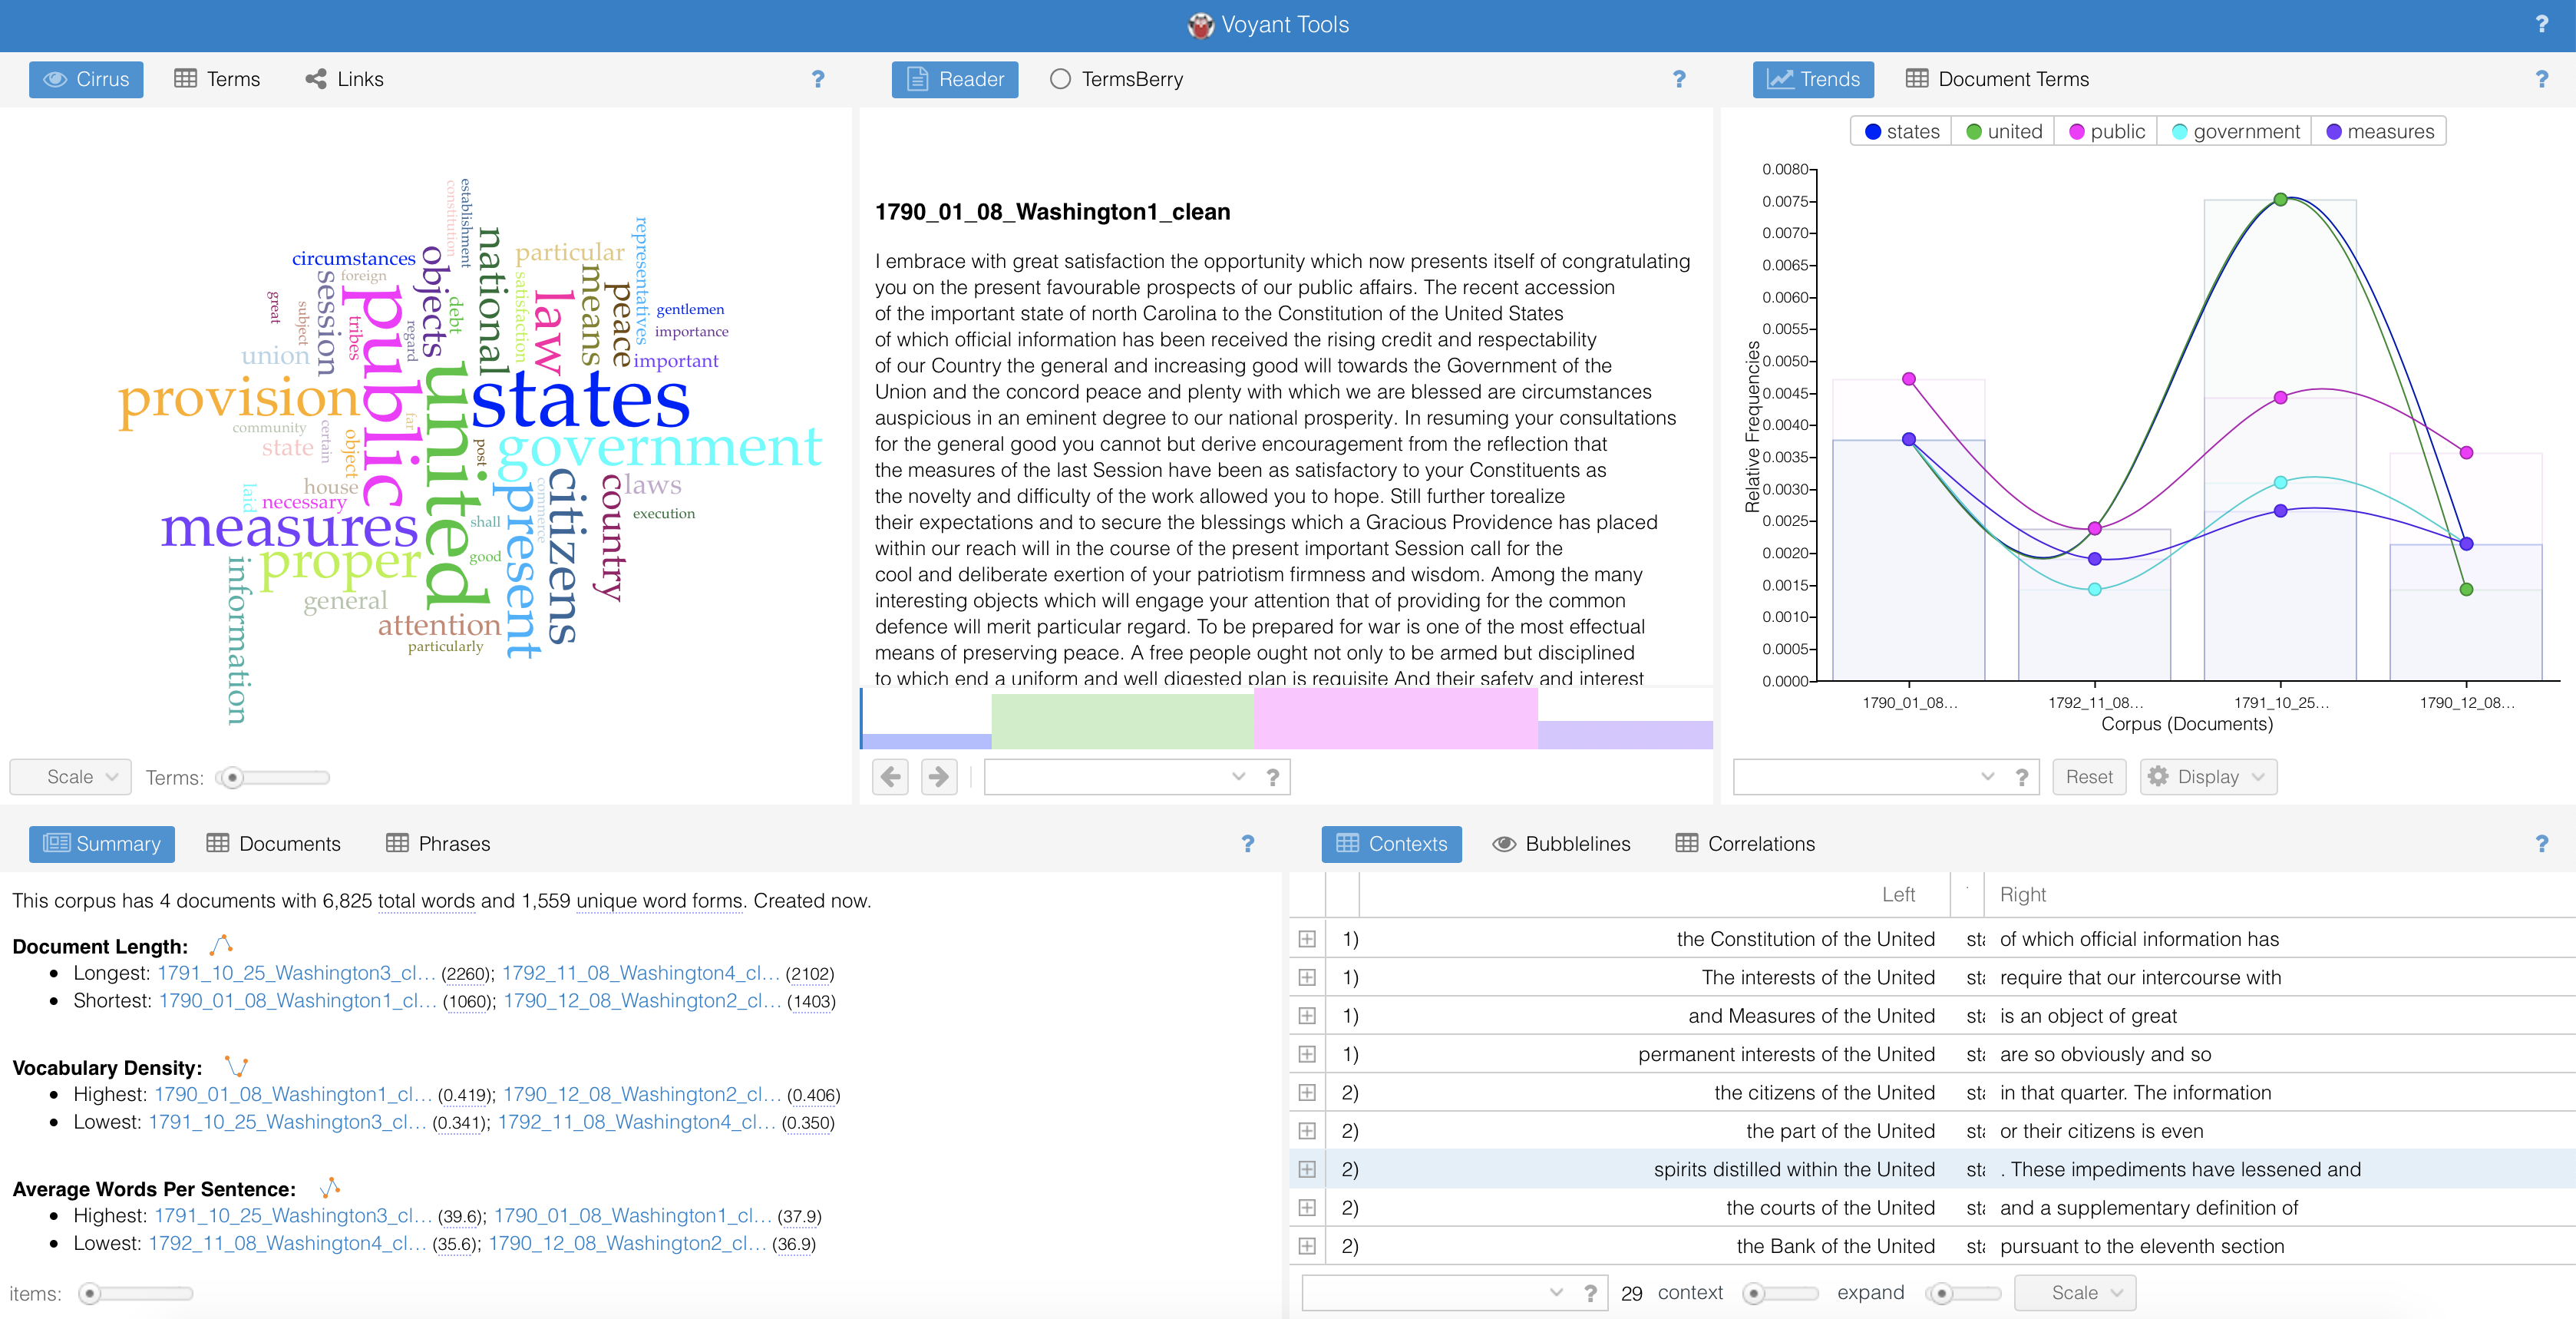 Voyant Tools
?
Cirrus Terms Links ?
Reader TermsBerry ?
Trends Document Terms ?
constitution
establishment
circumstances
foreign
great
subject
session
tribes
regard
public
objects
debt
national
particular
satisfaction
means
law
peace
representatives
gentlemen
importance
important
union
provision
community
certain
state
object
far
united
states
post
government
house
laid
necessary
measures
shall
present
commerce
citizens
country
laws
execution
proper
good
information
general
attention
particularly
Scale Terms:
1790_01_08_Washington1_clean
I embrace with great satisfaction the opportunity which now presents itself of congratulating
you on the present favourable prospects of our public affairs. The recent accession
of the important state of north Carolina to the Constitution of the United States
of which official information has been received the rising credit and respectability
of our Country the general and increasing good will towards the Government of the
Union and the concord peace and plenty with which we are blessed are circumstances
auspicious in an eminent degree to our national prosperity. In resuming your consultations
for the general good you cannot but derive encouragement from the reflection that
the measures of the last Session have been as satisfactory to your Constituents as
the novelty and difficulty of the work allowed you to hope. Still further torealize
their expectations and to secure the blessings which a Gracious Providence has placed
within our reach will in the course of the present important Session call for the
cool and deliberate exertion of your patriotism firmness and wisdom. Among the many
interesting objects which will engage your attention that of providing for the common
defence will merit particular regard. To be prepared for war is one of the most effectual
means of preserving peace. A free people ought not only to be armed but disciplined
to which end a uniform and well digested plan is requisite And their safety and interest
?
states united public government measures
Relative Frequencies
0.0080
0.0075
0.0070
0.0065
0.0060
0.0055
0.0050
0.0045
0.0040
0.0035
0.0030
0.0025
0.0020
0.0015
0.0010
0.0005
0.0000
1790_01_08… 1792_11_08… 1791_10_25… 1790_12_08…
Corpus (Documents)
? Reset Display
Summary Documents Phrases ?
This corpus has 4 documents with 6,825 total words and 1,559 unique word forms. Created now.
Document Length:
• Longest: 1791_10_25_Washington3_cl… (2260); 1792_11_08_Washington4_cl… (2102)
• Shortest: 1790_01_08_Washington1_cl… (1060); 1790_12_08_Washington2_cl… (1403)
Vocabulary Density:
• Highest: 1790_01_08_Washington1_cl… (0.419); 1790_12_08_Washington2_cl… (0.406)
• Lowest: 1791_10_25_Washington3_cl… (0.341); 1792_11_08_Washington4_cl… (0.350)
Average Words Per Sentence:
• Highest: 1791_10_25_Washington3_cl… (39.6); 1790_01_08_Washington1_cl… (37.9)
• Lowest: 1792_11_08_Washington4_cl… (35.6); 1790_12_08_Washington2_cl… (36.9)
items:
Contexts Bubblelines Correlations ?
Left Right
1) the Constitution of the United sta of which official information has
1) The interests of the United sta require that our intercourse with
1) and Measures of the United sta is an object of great
1) permanent interests of the United sta are so obviously and so
2) the citizens of the United sta in that quarter. The information
2) the part of the United sta or their citizens is even
2) spirits distilled within the United sta . These impediments have lessened and
2) the courts of the United sta and a supplementary definition of
2) the Bank of the United sta pursuant to the eleventh section
? 29 context expand Scale